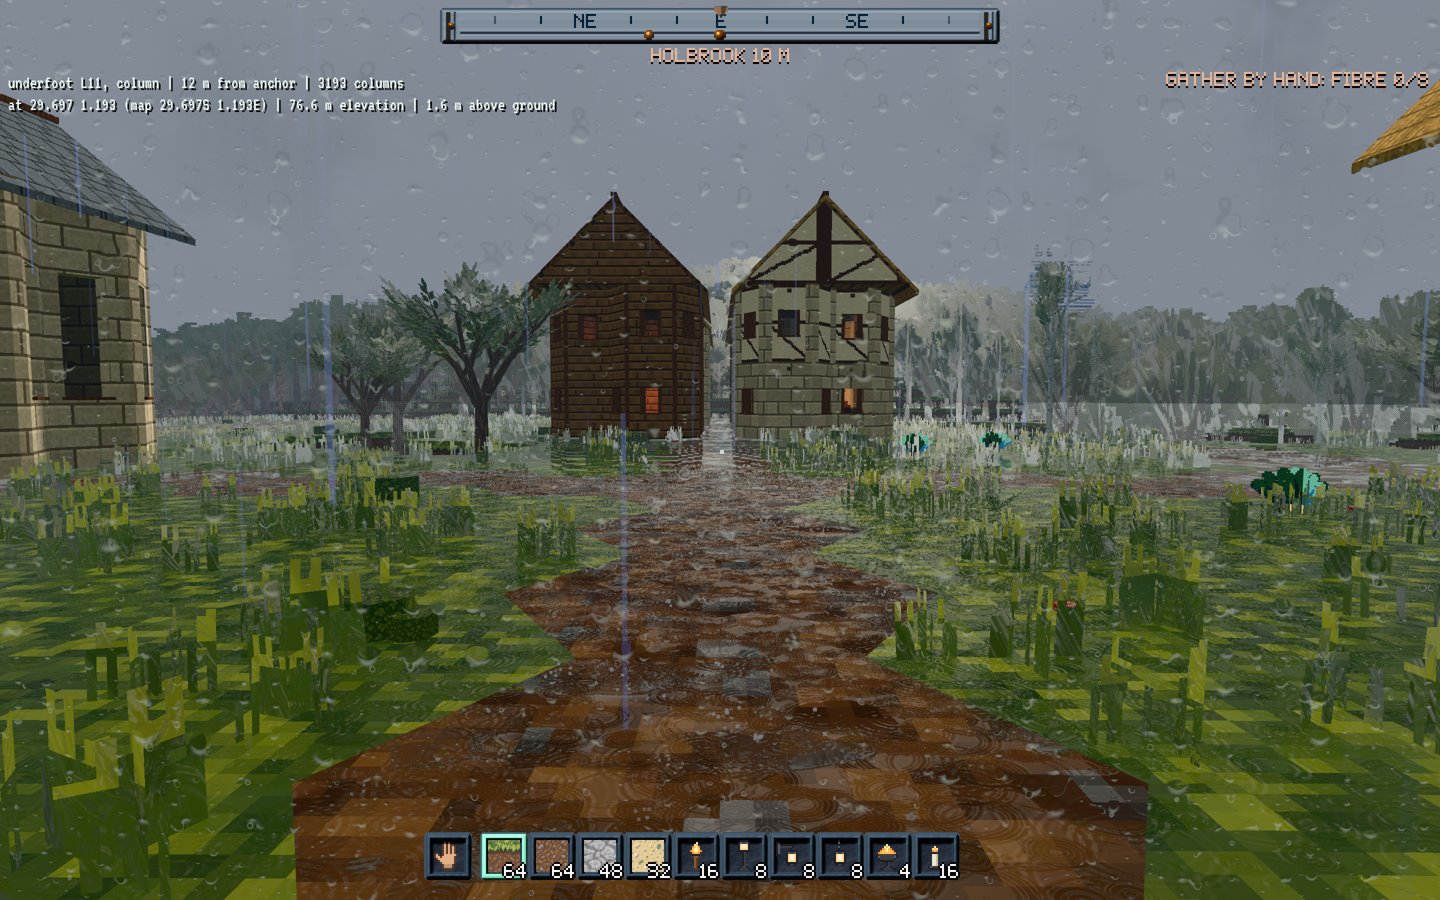 NE E SE
HOLBROOK 10 M
underfoot L11, column | 12 m from anchor | 3193 columns
GATHER BY HAND: FIBRE 0/8
at 29.697 1.193 (map 29.697S 1.193E) | 76.6 m elevation | 1.6 m above ground
64 64 48 32 16 8 8 8 4 16